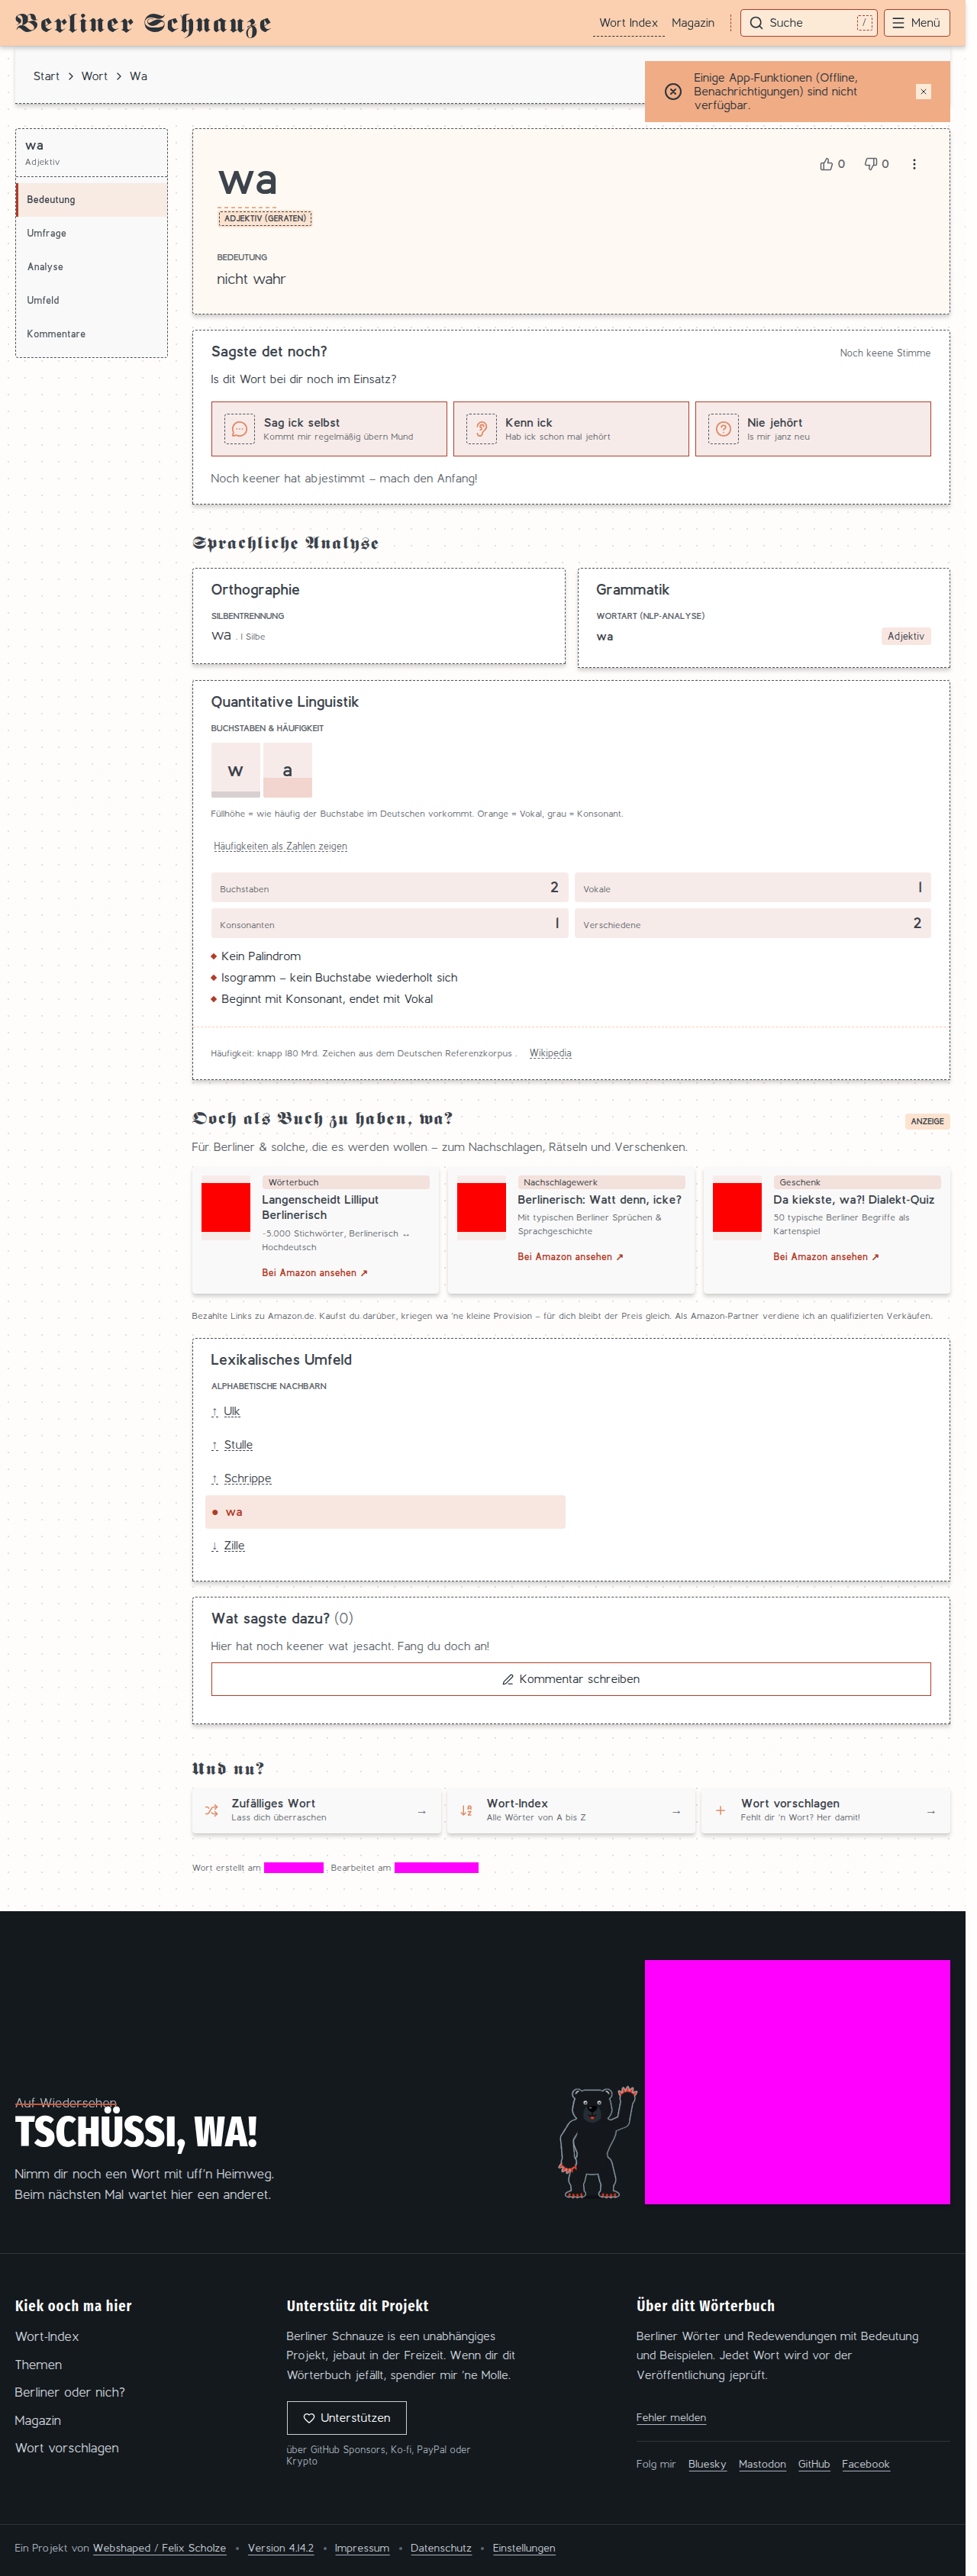 Berliner Schnauze
Wort Index
Magazin
Suche
/
Menü
Start
Wort
Wa
Einige App-Funktionen (Offline,
Benachrichtigungen) sind nicht
verfügbar.
wa
Adjektiv
Bedeutung
Umfrage
Analyse
Umfeld
Kommentare
wa
0
0
ADJEKTIV (GERATEN)
BEDEUTUNG
nicht wahr
Sagste det noch?
Noch keene Stimme
Is dit Wort bei dir noch im Einsatz?
Sag ick selbst
Kommt mir regelmäßig übern Mund
Kenn ick
Hab ick schon mal jehört
Nie jehört
Is mir janz neu
Noch keener hat abjestimmt – mach den Anfang!
Sprachliche Analyse
Orthographie
SILBENTRENNUNG
wa . 1 Silbe
Grammatik
WORTART (NLP-ANALYSE)
wa
Adjektiv
Quantitative Linguistik
BUCHSTABEN & HÄUFIGKEIT
w
a
Füllhöhe = wie häufig der Buchstabe im Deutschen vorkommt. Orange = Vokal, grau = Konsonant.
Häufigkeiten als Zahlen zeigen
Buchstaben 2
Vokale 1
Konsonanten 1
Verschiedene 2
Kein Palindrom
Isogramm – kein Buchstabe wiederholt sich
Beginnt mit Konsonant, endet mit Vokal
Häufigkeit: knapp 180 Mrd. Zeichen aus dem Deutschen Referenzkorpus . Wikipedia
Ooch als Buch zu haben, wa?
ANZEIGE
Für Berliner & solche, die es werden wollen – zum Nachschlagen, Rätseln und Verschenken.
Wörterbuch
Langenscheidt Lilliput
Berlinerisch
~5.000 Stichwörter, Berlinerisch ↔
Hochdeutsch
Bei Amazon ansehen ↗
Nachschlagewerk
Berlinerisch: Watt denn, icke?
Mit typischen Berliner Sprüchen &
Sprachgeschichte
Bei Amazon ansehen ↗
Geschenk
Da kiekste, wa?! Dialekt-Quiz
50 typische Berliner Begriffe als
Kartenspiel
Bei Amazon ansehen ↗
Bezahlte Links zu Amazon.de. Kaufst du darüber, kriegen wa 'ne kleine Provision – für dich bleibt der Preis gleich. Als Amazon-Partner verdiene ich an qualifizierten Verkäufen.
Lexikalisches Umfeld
ALPHABETISCHE NACHBARN
↑ Ulk
↑ Stulle
↑ Schrippe
wa
↓ Zille
Wat sagste dazu? (0)
Hier hat noch keener wat jesacht. Fang du doch an!
Kommentar schreiben
Und nu?
Zufälliges Wort
Lass dich überraschen
→
Wort-Index
Alle Wörter von A bis Z
→
Wort vorschlagen
Fehlt dir 'n Wort? Her damit!
→
Wort erstellt am
. Bearbeitet am
Auf Wiedersehen
TSCHÜSSI, WA!
Nimm dir noch een Wort mit uff'n Heimweg.
Beim nächsten Mal wartet hier een anderet.
Kiek ooch ma hier
Wort-Index
Themen
Berliner oder nich?
Magazin
Wort vorschlagen
Unterstütz dit Projekt
Berliner Schnauze is een unabhängiges
Projekt, jebaut in der Freizeit. Wenn dir dit
Wörterbuch jefällt, spendier mir 'ne Molle.
Unterstützen
über GitHub Sponsors, Ko-fi, PayPal oder
Krypto
Über ditt Wörterbuch
Berliner Wörter und Redewendungen mit Bedeutung
und Beispielen. Jedet Wort wird vor der
Veröffentlichung jeprüft.
Fehler melden
Folg mir Bluesky Mastodon GitHub Facebook
Ein Projekt von Webshaped / Felix Scholze • Version 4.14.2 • Impressum • Datenschutz • Einstellungen